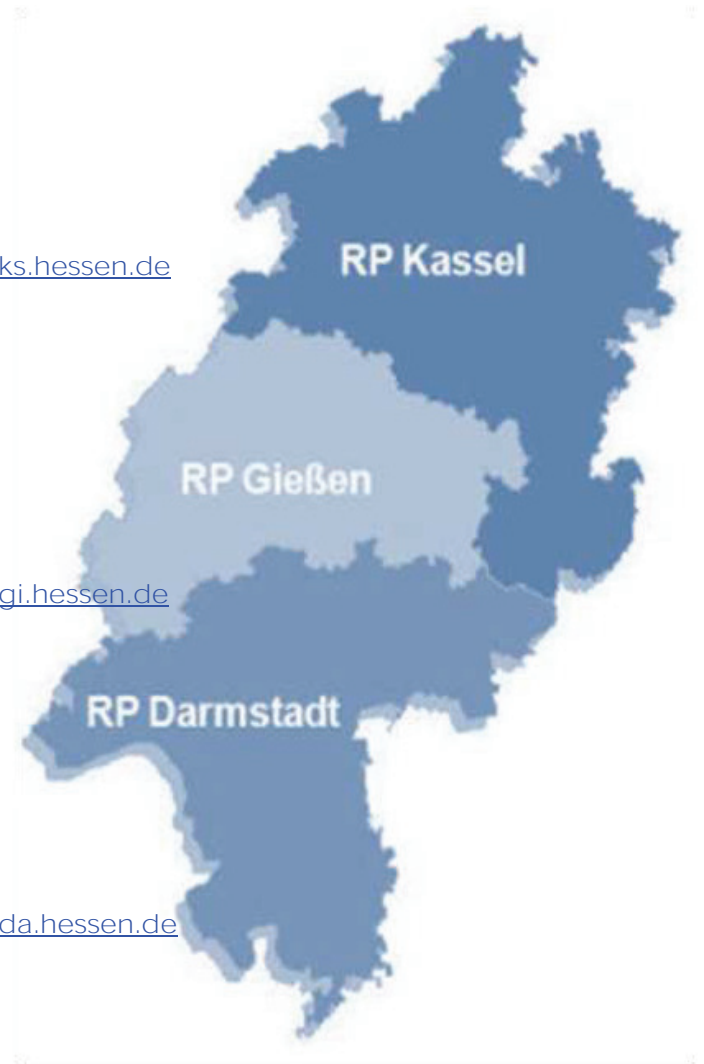 ks.hessen.de
RP Kassel
RP Gießen
gi.hessen.de
RP Darmstadt
da.hessen.de